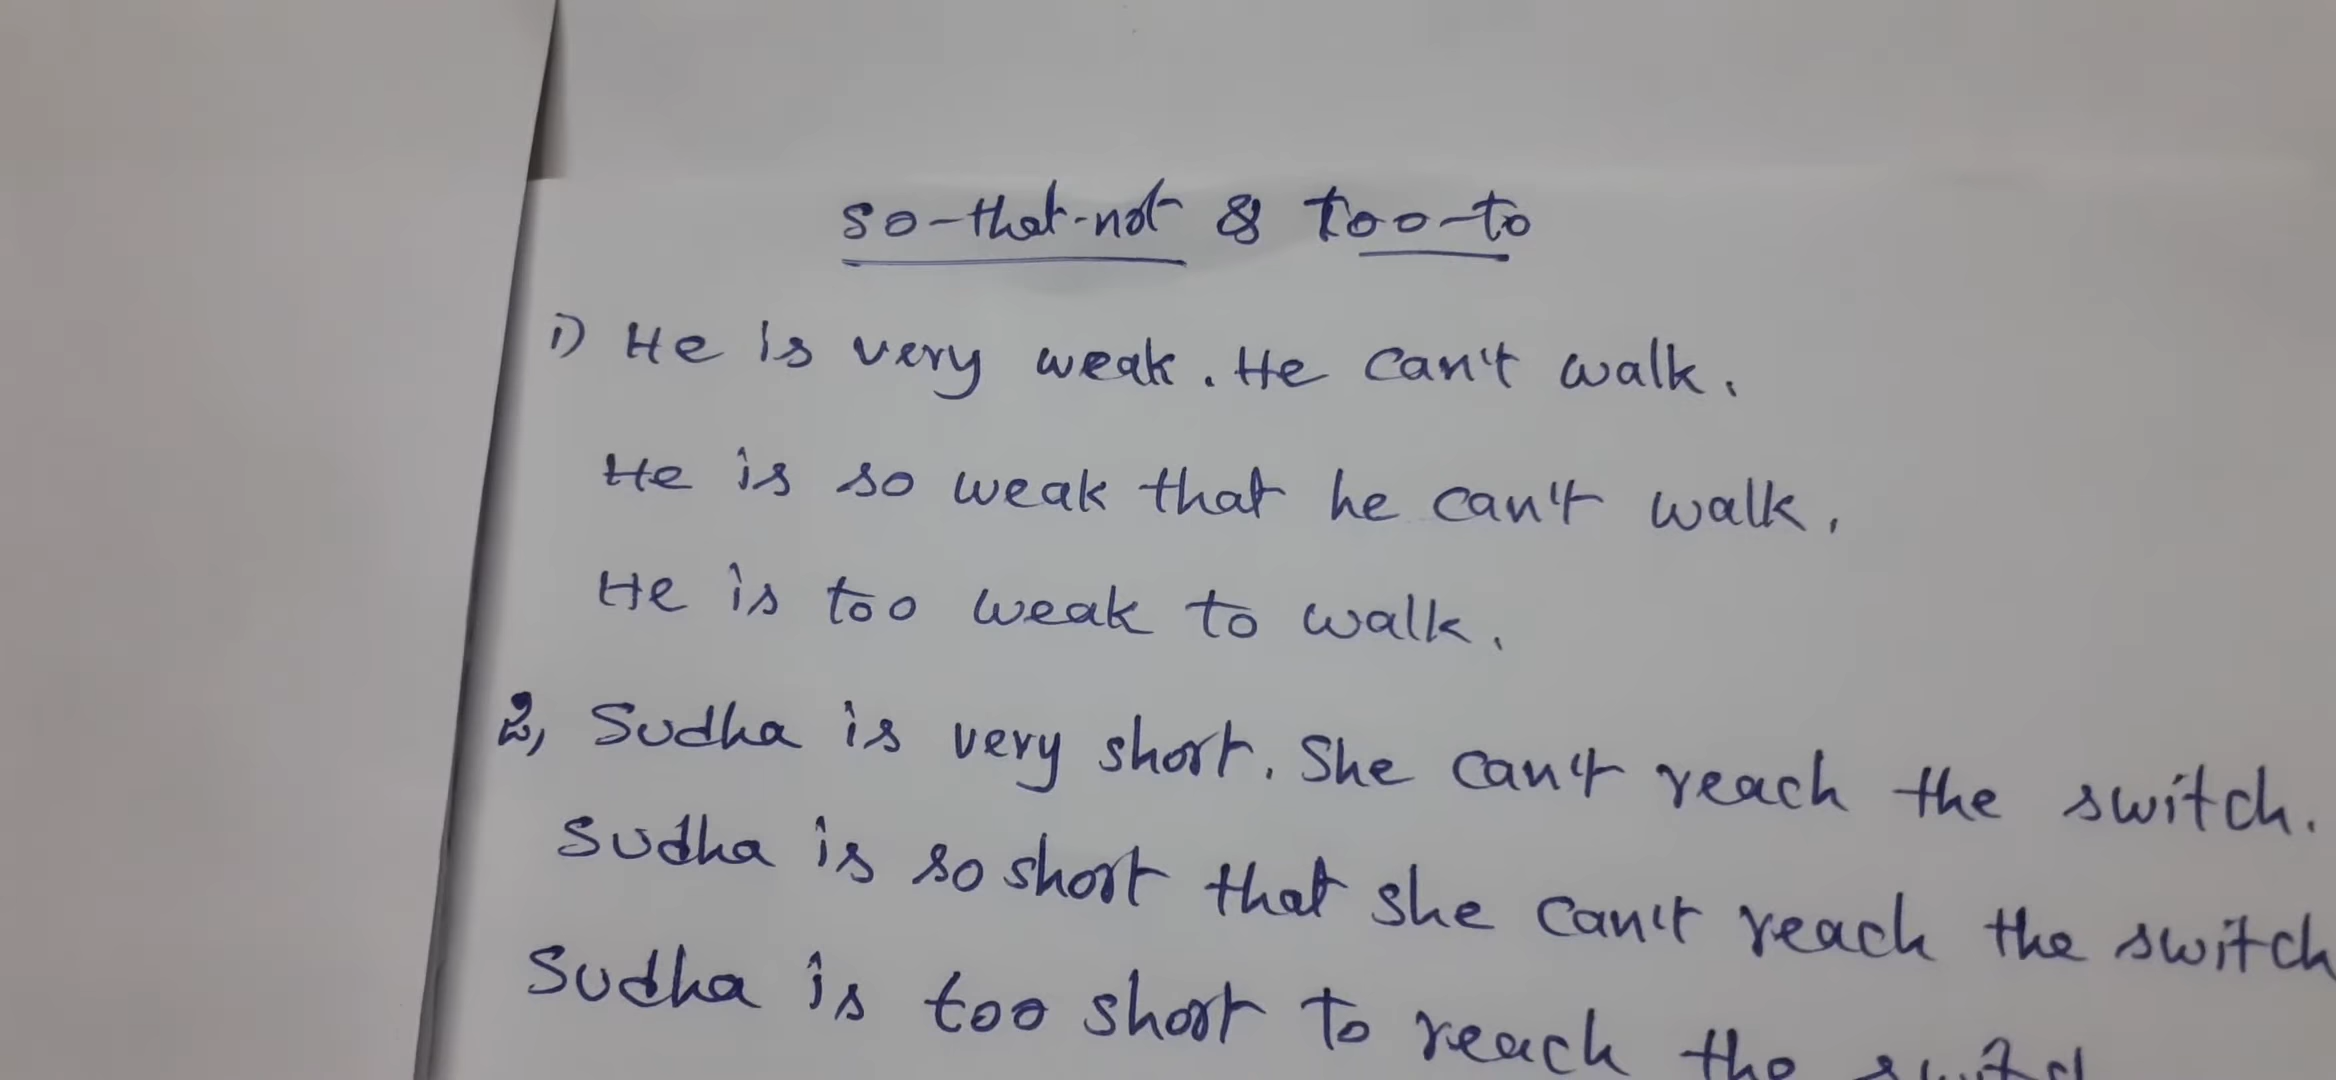 so-that-not & too-to
1) He is very weak. He can't walk.
He is so weak that he can't walk.
He is too weak to walk.
2, Sudha is very short. She can't reach the switch.
Sudha is so short that she can't reach the switch
Sudha is too short to reach the